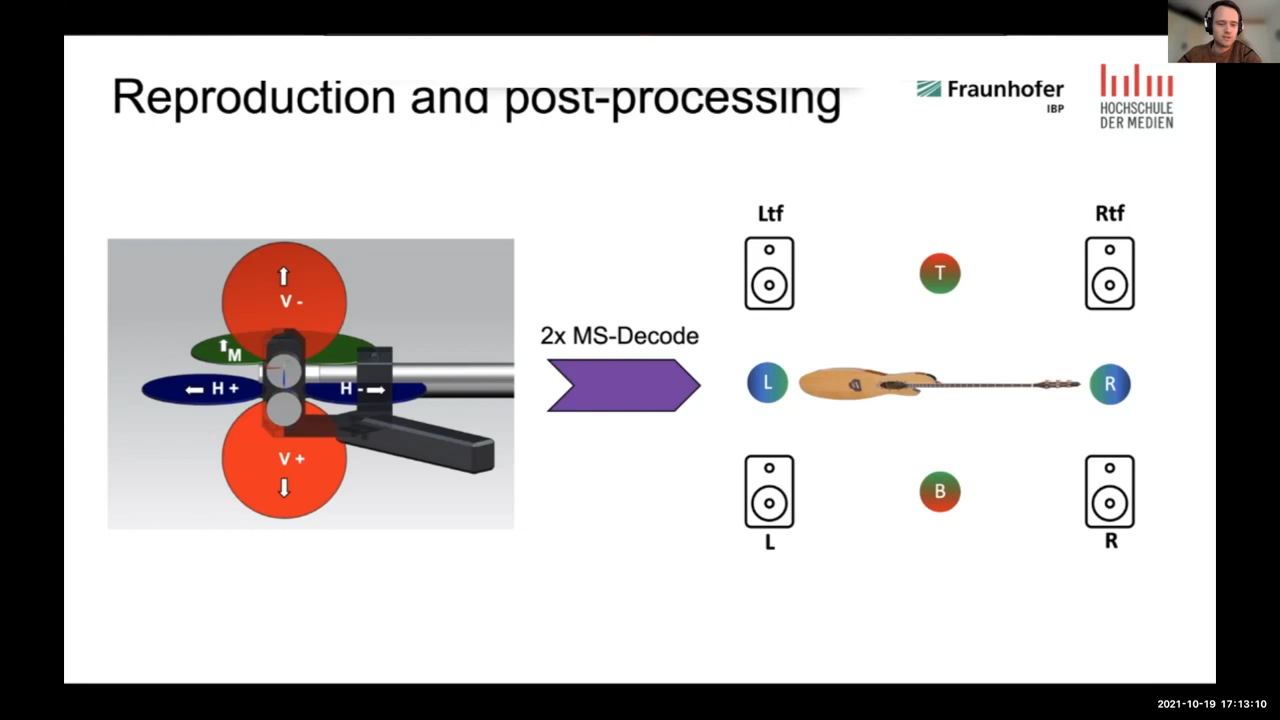 Reproduction and post-processing
Fraunhofer
IBP
HOCHSCHULE
DER MEDIEN
V -
M
H +
H -
V +
2x MS-Decode
Ltf
Rtf
T
L
R
B
L
R
2021-10-19 17:13:10